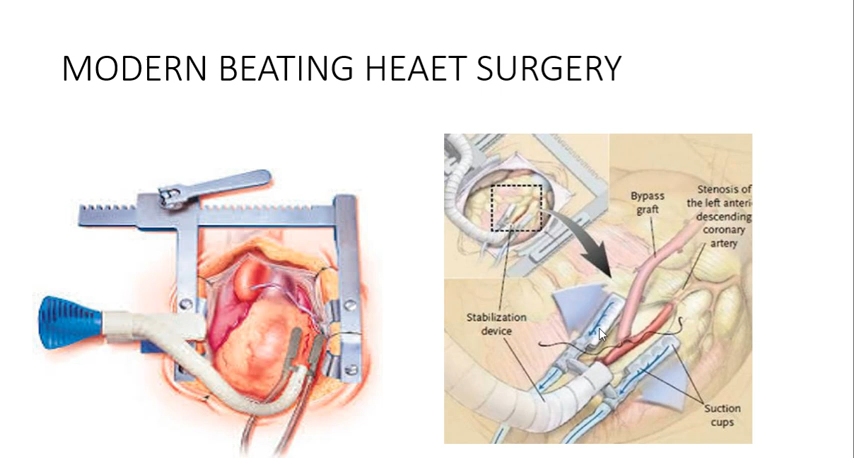 MODERN BEATING HEAET SURGERY
Bypass
graft
Stenosis of
the left anteri
descending
coronary
artery
Stabilization
device
Suction
cups